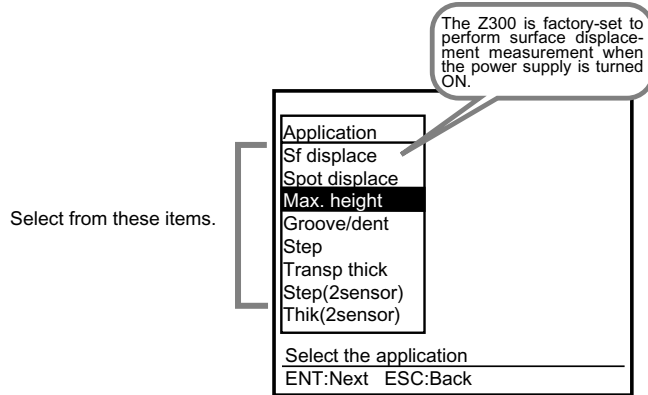 The Z300 is factory-set to
perform surface displace-
ment measurement when
the power supply is turned
ON.
Application
Sf displace
Spot displace
Max. height
Groove/dent
Step
Transp thick
Step(2sensor)
Thik(2sensor)
Select from these items.
Select the application
ENT:Next ESC:Back